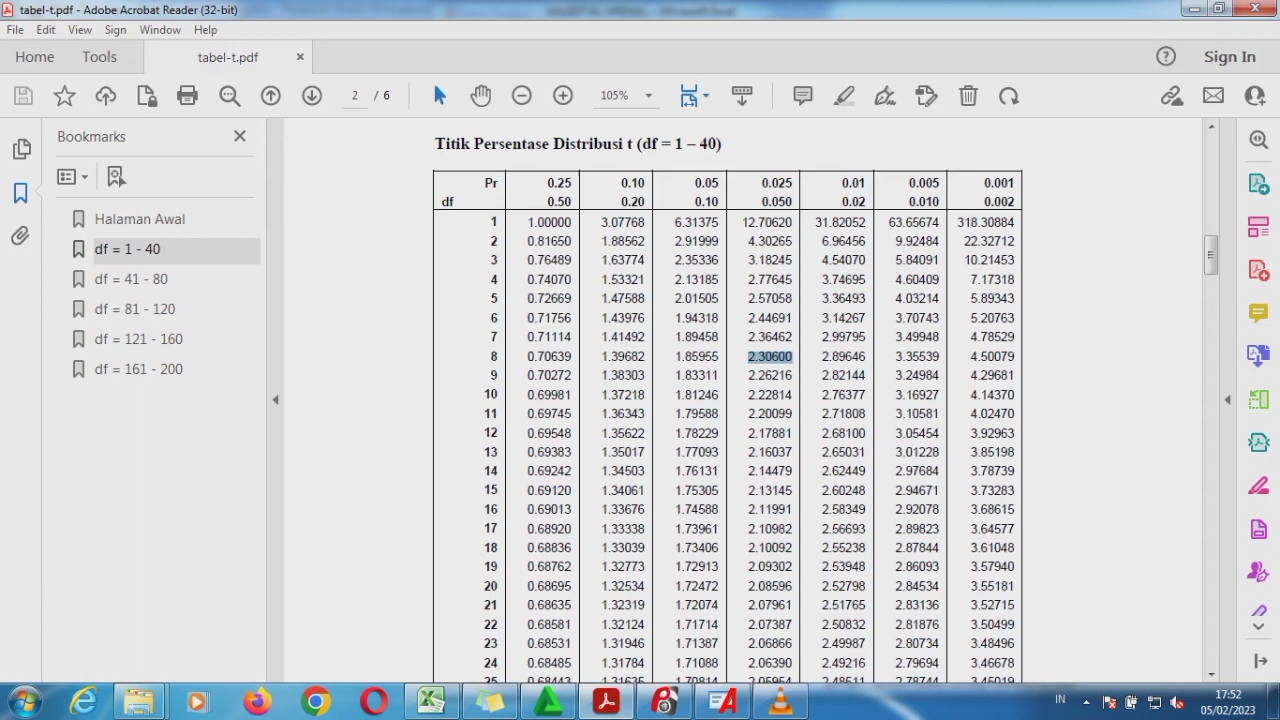 tabel-t.pdf - Adobe Acrobat Reader (32-bit)
File Edit View Sign Window Help
Home Tools tabel-t.pdf × Sign In
2 / 6 105%
Bookmarks
Halaman Awal
df = 1 - 40
df = 41 - 80
df = 81 - 120
df = 121 - 160
df = 161 - 200
Titik Persentase Distribusi t (df = 1 – 40)
Pr 0.25 0.10 0.05 0.025 0.01 0.005 0.001
df 0.50 0.20 0.10 0.050 0.02 0.010 0.002
1 1.00000 3.07768 6.31375 12.70620 31.82052 63.65674 318.30884
2 0.81650 1.88562 2.91999 4.30265 6.96456 9.92484 22.32712
3 0.76489 1.63774 2.35336 3.18245 4.54070 5.84091 10.21453
4 0.74070 1.53321 2.13185 2.77645 3.74695 4.60409 7.17318
5 0.72669 1.47588 2.01505 2.57058 3.36493 4.03214 5.89343
6 0.71756 1.43976 1.94318 2.44691 3.14267 3.70743 5.20763
7 0.71114 1.41492 1.89458 2.36462 2.99795 3.49948 4.78529
8 0.70639 1.39682 1.85955 2.30600 2.89646 3.35539 4.50079
9 0.70272 1.38303 1.83311 2.26216 2.82144 3.24984 4.29681
10 0.69981 1.37218 1.81246 2.22814 2.76377 3.16927 4.14370
11 0.69745 1.36343 1.79588 2.20099 2.71808 3.10581 4.02470
12 0.69548 1.35622 1.78229 2.17881 2.68100 3.05454 3.92963
13 0.69383 1.35017 1.77093 2.16037 2.65031 3.01228 3.85198
14 0.69242 1.34503 1.76131 2.14479 2.62449 2.97684 3.78739
15 0.69120 1.34061 1.75305 2.13145 2.60248 2.94671 3.73283
16 0.69013 1.33676 1.74588 2.11991 2.58349 2.92078 3.68615
17 0.68920 1.33338 1.73961 2.10982 2.56693 2.89823 3.64577
18 0.68836 1.33039 1.73406 2.10092 2.55238 2.87844 3.61048
19 0.68762 1.32773 1.72913 2.09302 2.53948 2.86093 3.57940
20 0.68695 1.32534 1.72472 2.08596 2.52798 2.84534 3.55181
21 0.68635 1.32319 1.72074 2.07961 2.51765 2.83136 3.52715
22 0.68581 1.32124 1.71714 2.07387 2.50832 2.81876 3.50499
23 0.68531 1.31946 1.71387 2.06866 2.49987 2.80734 3.48496
24 0.68485 1.31784 1.71088 2.06390 2.49216 2.79694 3.46678
25 0.68443 1.31635 1.70814 2.05954 2.48511 2.78744 3.45019
IN 17:52
05/02/2023